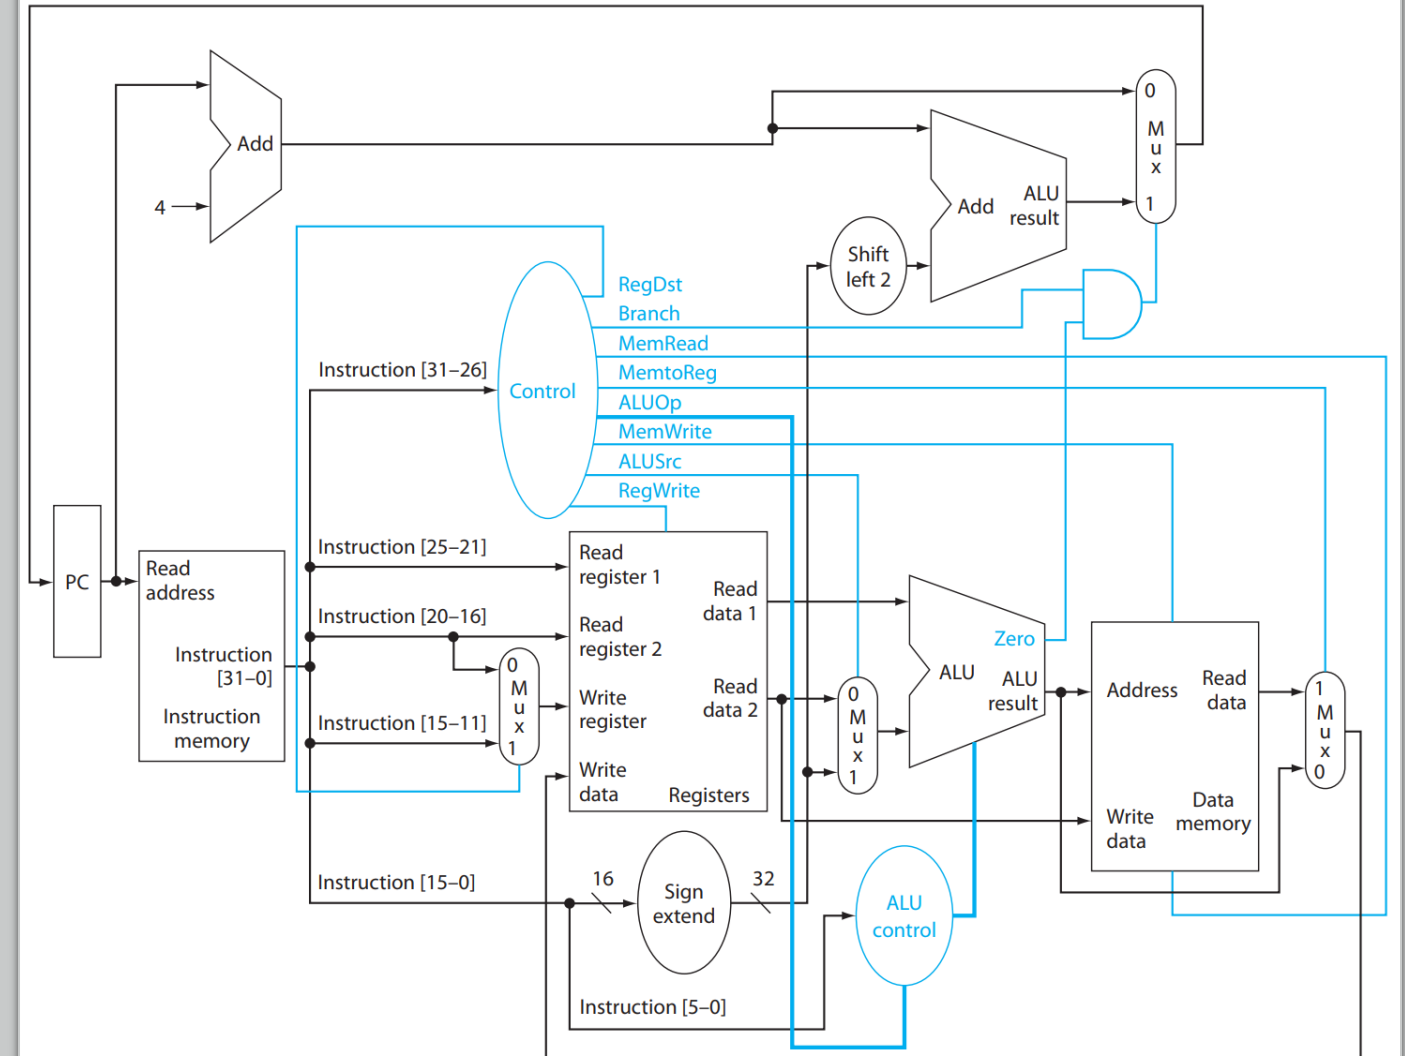 0
M
u
x
1
Add
4
Add
ALU
result
Shift
left 2
RegDst
Branch
MemRead
MemtoReg
ALUOp
MemWrite
ALUSrc
RegWrite
Control
Instruction [31–26]
Instruction [25–21]
Instruction [20–16]
Instruction [15–11]
Instruction [15–0]
Instruction [5–0]
PC
Read
address
Instruction
[31–0]
Instruction
memory
0
M
u
x
1
Read
register 1
Read
register 2
Write
register
Write
data
Read
data 1
Read
data 2
Registers
0
M
u
x
1
Zero
ALU
ALU
result
Address
Read
data
Write
data
Data
memory
1
M
u
x
0
16
Sign
extend
32
ALU
control